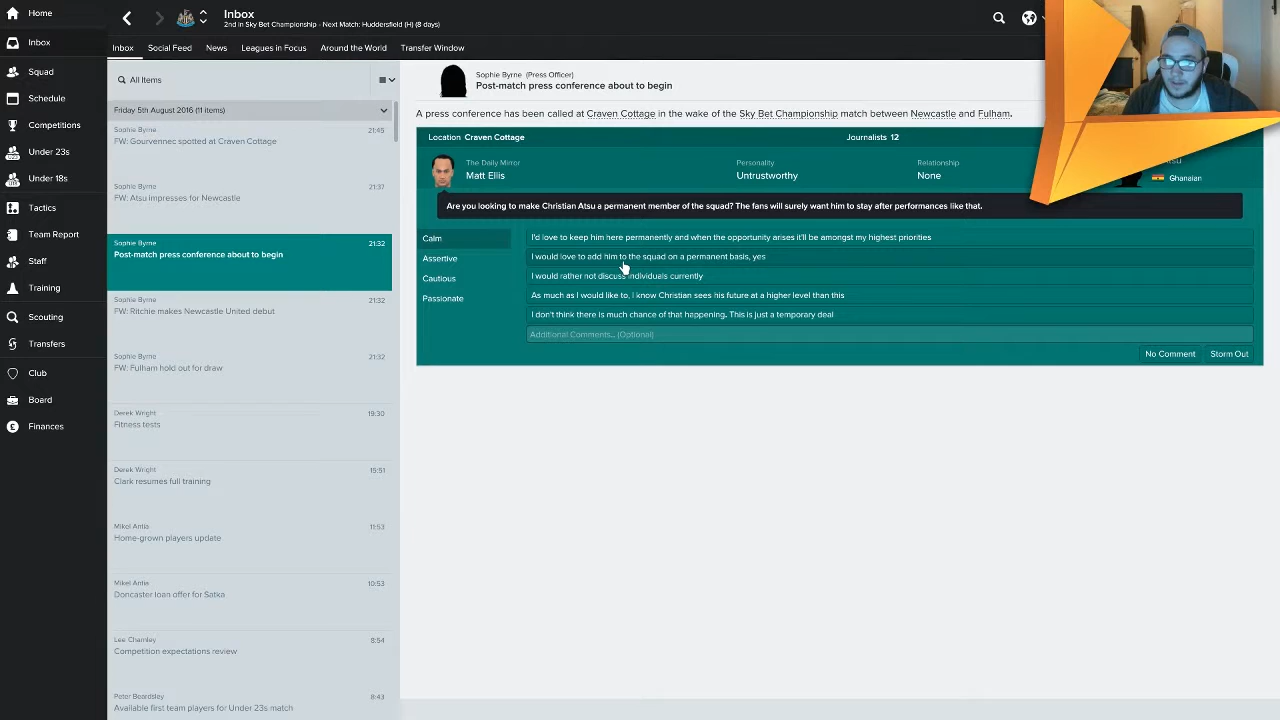 Home
Inbox
Squad
Schedule
Competitions
Under 23s
Under 18s
Tactics
Team Report
Staff
Training
Scouting
Transfers
Club
Board
Finances
Inbox
2nd in Sky Bet Championship - Next Match: Huddersfield (H) (8 days)
Inbox Social Feed News Leagues in Focus Around the World Transfer Window
All Items
Friday 5th August 2016 (11 items)
Sophie Byrne 21:45
FW: Gourvennec spotted at Craven Cottage
Sophie Byrne 21:37
FW: Atsu impresses for Newcastle
Sophie Byrne 21:32
Post-match press conference about to begin
Sophie Byrne 21:32
FW: Ritchie makes Newcastle United debut
Sophie Byrne 21:32
FW: Fulham hold out for draw
Derek Wright 19:30
Fitness tests
Derek Wright 15:51
Clark resumes full training
Mikel Antia 11:53
Home-grown players update
Mikel Antia 10:53
Doncaster loan offer for Satka
Lee Charnley 8:54
Competition expectations review
Peter Beardsley 8:43
Available first team players for Under 23s match
Sophie Byrne (Press Officer)
Post-match press conference about to begin
A press conference has been called at Craven Cottage in the wake of the Sky Bet Championship match between Newcastle and Fulham.
Location Craven Cottage Journalists 12
The Daily Mirror Personality Relationship
Matt Ellis Untrustworthy None
Ghanaian
Are you looking to make Christian Atsu a permanent member of the squad? The fans will surely want him to stay after performances like that.
Calm
Assertive
Cautious
Passionate
I'd love to keep him here permanently and when the opportunity arises it'll be amongst my highest priorities
I would love to add him to the squad on a permanent basis, yes
I would rather not discuss individuals currently
As much as I would like to, I know Christian sees his future at a higher level than this
I don't think there is much chance of that happening. This is just a temporary deal
Additional Comments... (Optional)
No Comment Storm Out